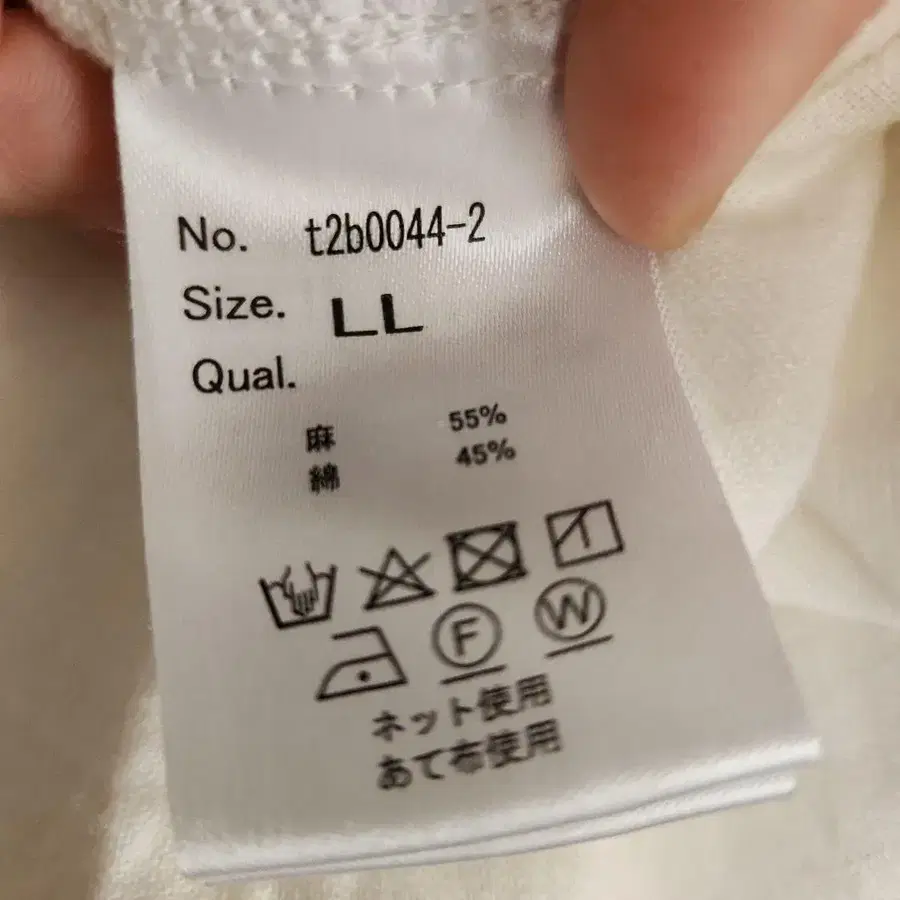 No. t2b0044-2
Size. LL
Qual.
麻 55%
綿 45%
F W
ネット使用
あて布使用